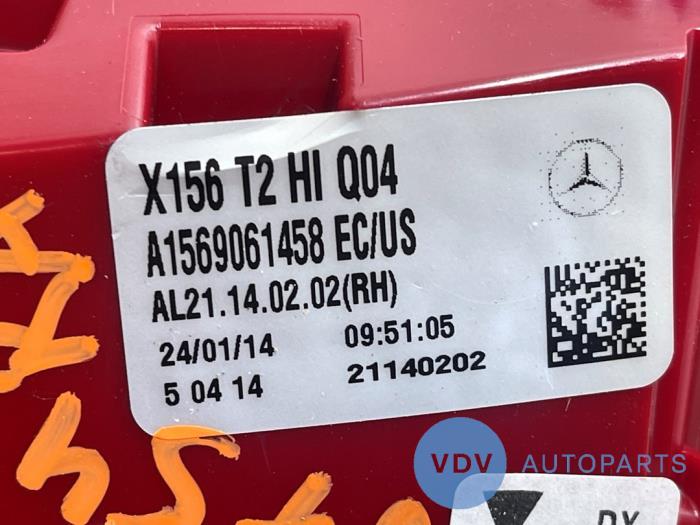 X156 T2 HI Q04
A1569061458 EC/US
AL21.14.02.02(RH)
24/01/14 09:51:05
5 04 14 21140202
VDV AUTOPARTS